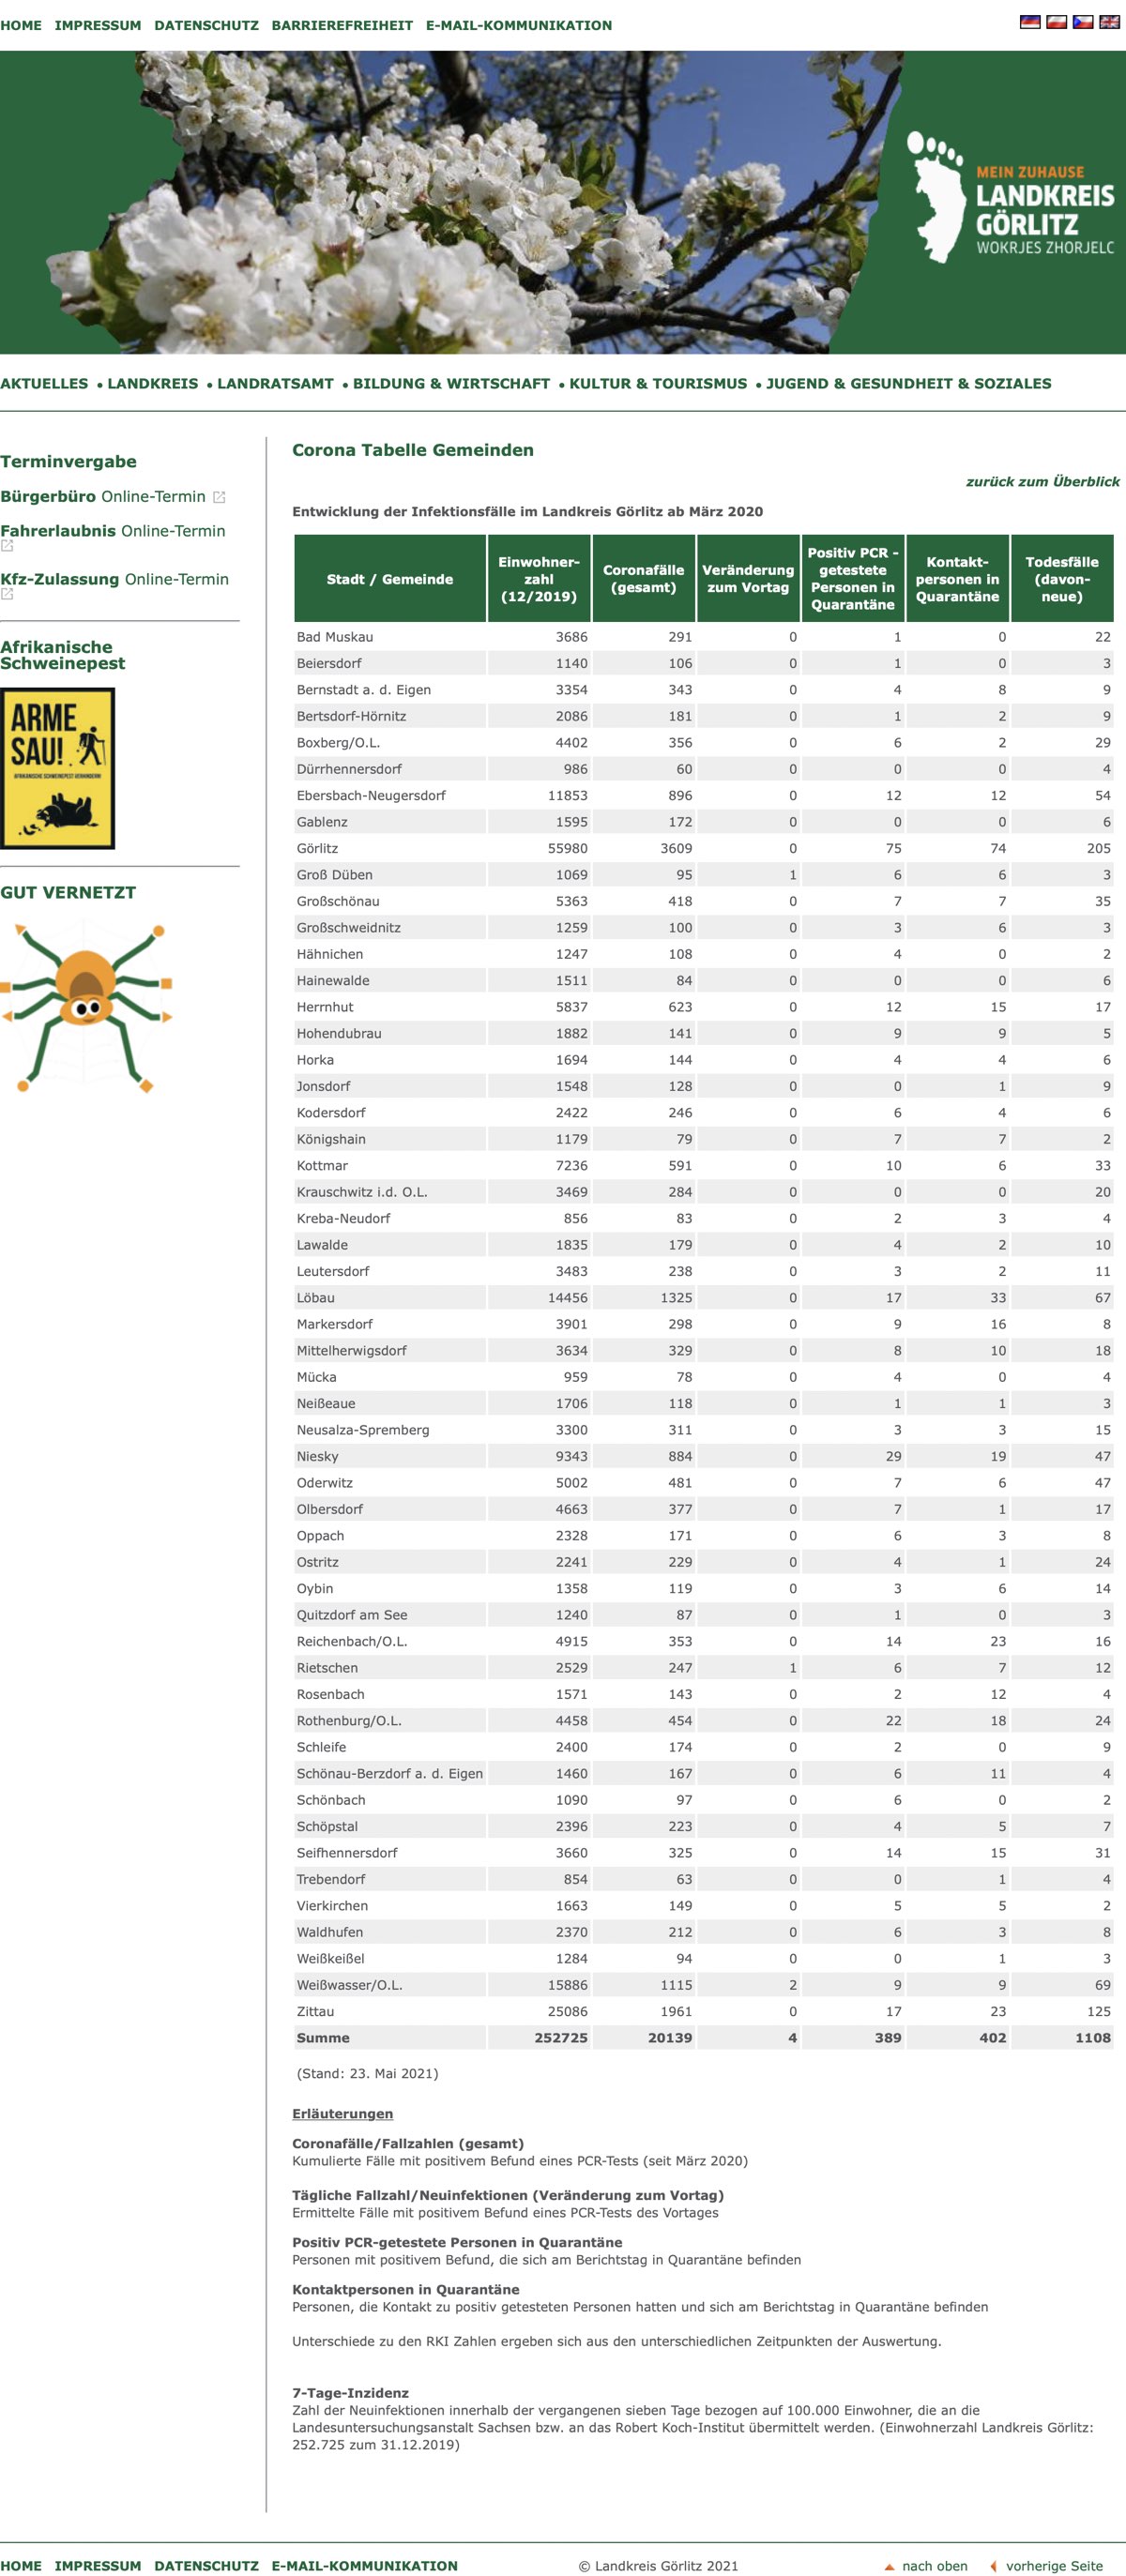 HOME IMPRESSUM DATENSCHUTZ BARRIEREFREIHEIT E-MAIL-KOMMUNIKATION
MEIN ZUHAUSE
LANDKREIS
GÖRLITZ
WOKRJES ZHORJELC
AKTUELLES • LANDKREIS • LANDRATSAMT • BILDUNG & WIRTSCHAFT • KULTUR & TOURISMUS • JUGEND & GESUNDHEIT & SOZIALES
Terminvergabe
Bürgerbüro Online-Termin
Fahrerlaubnis Online-Termin
Kfz-Zulassung Online-Termin
Afrikanische
Schweinepest
ARME
SAU!
AFRIKANISCHE SCHWEINEPEST VERHINDERN!
GUT VERNETZT
Corona Tabelle Gemeinden
zurück zum Überblick
Entwicklung der Infektionsfälle im Landkreis Görlitz ab März 2020
Stadt / Gemeinde
Einwohner-
zahl
(12/2019)
Coronafälle
(gesamt)
Veränderung
zum Vortag
Positiv PCR -
getestete
Personen in
Quarantäne
Kontakt-
personen in
Quarantäne
Todesfälle
(davon-
neue)
Bad Muskau 3686 291 0 1 0 22
Beiersdorf 1140 106 0 1 0 3
Bernstadt a. d. Eigen 3354 343 0 4 8 9
Bertsdorf-Hörnitz 2086 181 0 1 2 9
Boxberg/O.L. 4402 356 0 6 2 29
Dürrhennersdorf 986 60 0 0 0 4
Ebersbach-Neugersdorf 11853 896 0 12 12 54
Gablenz 1595 172 0 0 0 6
Görlitz 55980 3609 0 75 74 205
Groß Düben 1069 95 1 6 6 3
Großschönau 5363 418 0 7 7 35
Großschweidnitz 1259 100 0 3 6 3
Hähnichen 1247 108 0 4 0 2
Hainewalde 1511 84 0 0 0 6
Herrnhut 5837 623 0 12 15 17
Hohendubrau 1882 141 0 9 9 5
Horka 1694 144 0 4 4 6
Jonsdorf 1548 128 0 0 1 9
Kodersdorf 2422 246 0 6 4 6
Königshain 1179 79 0 7 7 2
Kottmar 7236 591 0 10 6 33
Krauschwitz i.d. O.L. 3469 284 0 0 0 20
Kreba-Neudorf 856 83 0 2 3 4
Lawalde 1835 179 0 4 2 10
Leutersdorf 3483 238 0 3 2 11
Löbau 14456 1325 0 17 33 67
Markersdorf 3901 298 0 9 16 8
Mittelherwigsdorf 3634 329 0 8 10 18
Mücka 959 78 0 4 0 4
Neißeaue 1706 118 0 1 1 3
Neusalza-Spremberg 3300 311 0 3 3 15
Niesky 9343 884 0 29 19 47
Oderwitz 5002 481 0 7 6 47
Olbersdorf 4663 377 0 7 1 17
Oppach 2328 171 0 6 3 8
Ostritz 2241 229 0 4 1 24
Oybin 1358 119 0 3 6 14
Quitzdorf am See 1240 87 0 1 0 3
Reichenbach/O.L. 4915 353 0 14 23 16
Rietschen 2529 247 1 6 7 12
Rosenbach 1571 143 0 2 12 4
Rothenburg/O.L. 4458 454 0 22 18 24
Schleife 2400 174 0 2 0 9
Schönau-Berzdorf a. d. Eigen 1460 167 0 6 11 4
Schönbach 1090 97 0 6 0 2
Schöpstal 2396 223 0 4 5 7
Seifhennersdorf 3660 325 0 14 15 31
Trebendorf 854 63 0 0 1 4
Vierkirchen 1663 149 0 5 5 2
Waldhufen 2370 212 0 6 3 8
Weißkeißel 1284 94 0 0 1 3
Weißwasser/O.L. 15886 1115 2 9 9 69
Zittau 25086 1961 0 17 23 125
Summe 252725 20139 4 389 402 1108
(Stand: 23. Mai 2021)
Erläuterungen
Coronafälle/Fallzahlen (gesamt)
Kumulierte Fälle mit positivem Befund eines PCR-Tests (seit März 2020)
Tägliche Fallzahl/Neuinfektionen (Veränderung zum Vortag)
Ermittelte Fälle mit positivem Befund eines PCR-Tests des Vortages
Positiv PCR-getestete Personen in Quarantäne
Personen mit positivem Befund, die sich am Berichtstag in Quarantäne befinden
Kontaktpersonen in Quarantäne
Personen, die Kontakt zu positiv getesteten Personen hatten und sich am Berichtstag in Quarantäne befinden
Unterschiede zu den RKI Zahlen ergeben sich aus den unterschiedlichen Zeitpunkten der Auswertung.
7-Tage-Inzidenz
Zahl der Neuinfektionen innerhalb der vergangenen sieben Tage bezogen auf 100.000 Einwohner, die an die
Landesuntersuchungsanstalt Sachsen bzw. an das Robert Koch-Institut übermittelt werden. (Einwohnerzahl Landkreis Görlitz:
252.725 zum 31.12.2019)
HOME IMPRESSUM DATENSCHUTZ E-MAIL-KOMMUNIKATION © Landkreis Görlitz 2021 nach oben vorherige Seite